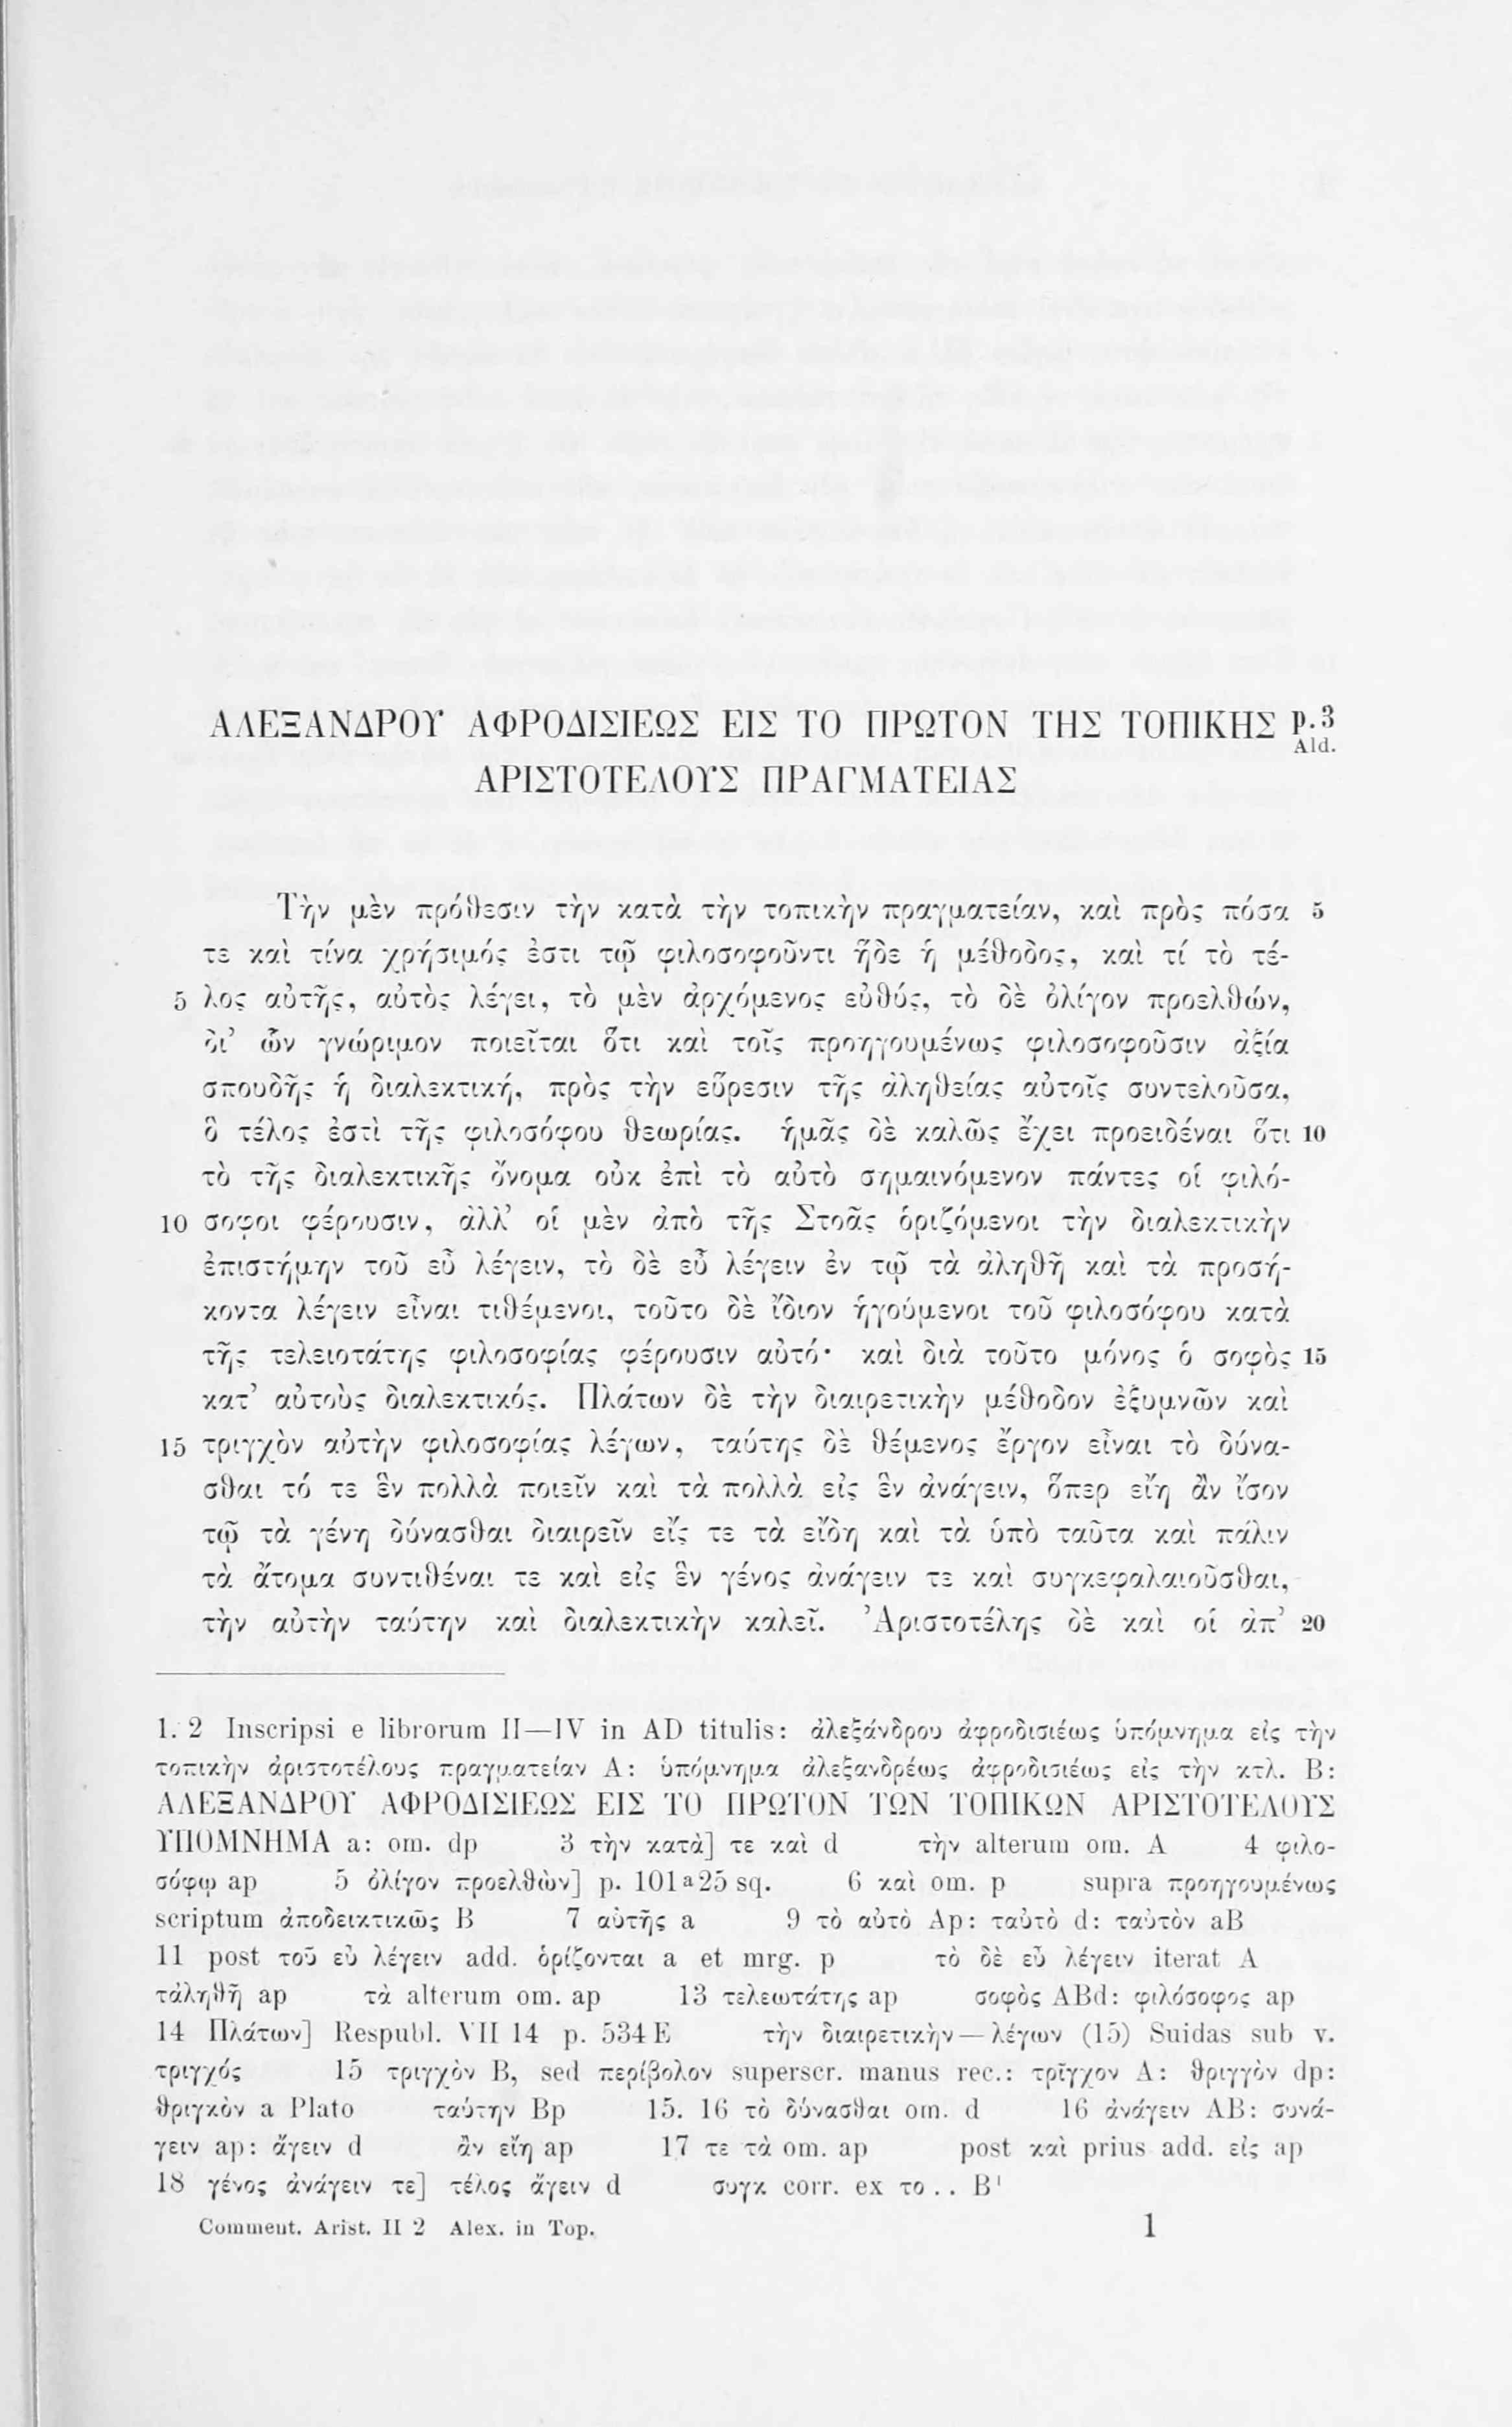 ΑΛΕΞΑΝΔΡΟΥ ΑΦΡΟΔΙΣΙΕΩΣ ΕΙΣ ΤΟ ΠΡΩΤΟΝ ΤΗΣ ΤΟΠΙΚΗΣ p. 3 Ald.
ΑΡΙΣΤΟΤΕΛΟΥΣ ΠΡΑΓΜΑΤΕΙΑΣ
Τὴν μὲν πρόθεσιν τὴν κατὰ τὴν τοπικὴν πραγματείαν, καὶ πρὸς πόσα 5
τε καὶ τίνα χρήσιμός ἐστι τῷ φιλοσοφοῦντι ἥδε ἡ μέθοδος, καὶ τί τὸ τέ-
5 λος αὐτῆς, αὐτὸς λέγει, τὸ μὲν ἀρχόμενος εὐθύς, τὸ δὲ ὀλίγον προελθών,
δι’ ὧν γνώριμον ποιεῖται ὅτι καὶ τοῖς προηγουμένως φιλοσοφοῦσιν ἀξία
σπουδῆς ἡ διαλεκτική, πρὸς τὴν εὕρεσιν τῆς ἀληθείας αὐτοῖς συντελοῦσα,
ὃ τέλος ἐστὶ τῆς φιλοσόφου θεωρίας. ἡμᾶς δὲ καλῶς ἔχει προειδέναι ὅτι 10
τὸ τῆς διαλεκτικῆς ὄνομα οὐκ ἐπὶ τὸ αὐτὸ σημαινόμενον πάντες οἱ φιλό-
10 σοφοι φέρουσιν, ἀλλ’ οἱ μὲν ἀπὸ τῆς Στοᾶς ὁριζόμενοι τὴν διαλεκτικὴν
ἐπιστήμην τοῦ εὖ λέγειν, τὸ δὲ εὖ λέγειν ἐν τῷ τὰ ἀληθῆ καὶ τὰ προσή-
κοντα λέγειν εἶναι τιθέμενοι, τοῦτο δὲ ἴδιον ἡγούμενοι τοῦ φιλοσόφου κατὰ
τῆς τελειοτάτης φιλοσοφίας φέρουσιν αὐτό· καὶ διὰ τοῦτο μόνος ὁ σοφὸς 15
κατ’ αὐτοὺς διαλεκτικός. Πλάτων δὲ τὴν διαιρετικὴν μέθοδον ἐξυμνῶν καὶ
15 τριγχὸν αὐτὴν φιλοσοφίας λέγων, ταύτης δὲ θέμενος ἔργον εἶναι τὸ δύνα-
σθαι τό τε ἓν πολλὰ ποιεῖν καὶ τὰ πολλὰ εἰς ἓν ἀνάγειν, ὅπερ εἴη ἂν ἴσον
τῷ τὰ γένη δύνασθαι διαιρεῖν εἴς τε τὰ εἴδη καὶ τὰ ὑπὸ ταῦτα καὶ πάλιν
τὰ ἄτομα συντιθέναι τε καὶ εἰς ἓν γένος ἀνάγειν τε καὶ συγκεφαλαιοῦσθαι,
τὴν αὐτὴν ταύτην καὶ διαλεκτικὴν καλεῖ. Ἀριστοτέλης δὲ καὶ οἱ ἀπ’ 20
1. 2 Inscripsi e librorum II—IV in AD titulis: ἀλεξάνδρου ἀφροδισιέως ὑπόμνημα εἰς τὴν
τοπικὴν ἀριστοτέλους πραγματείαν A: ὑπόμνημα ἀλεξανδρέως ἀφροδισιέως εἰς τὴν κτλ. B:
ΑΛΕΞΑΝΔΡΟΥ ΑΦΡΟΔΙΣΙΕΩΣ ΕΙΣ ΤΟ ΠΡΩΤΟΝ ΤΩΝ ΤΟΠΙΚΩΝ ΑΡΙΣΤΟΤΕΛΟΥΣ
ΥΠΟΜΝΗΜΑ a: om. dp 3 τὴν κατὰ] τε καὶ d τὴν alterum om. A 4 φιλο-
σόφῳ ap 5 ὀλίγον προελθὼν] p. 101ª25 sq. 6 καὶ om. p supra προηγουμένως
scriptum ἀποδεικτικῶς B 7 αὑτῆς a 9 τὸ αὐτὸ Ap: ταὐτὸ d: ταὐτὸν aB
11 post τοῦ εὖ λέγειν add. ὁρίζονται a et mrg. p τὸ δὲ εὖ λέγειν iterat A
τἀληθῆ ap τὰ alterum om. ap 13 τελεωτάτης ap σοφὸς ABd: φιλόσοφος ap
14 Πλάτων] Respubl. VII 14 p. 534 E τὴν διαιρετικὴν — λέγων (15) Suidas sub v.
τριγχός 15 τριγχὸν B, sed περίβολον superscr. manus rec.: τρῖγχον A: θριγγὸν dp:
θριγκὸν a Plato ταύτην Bp 15. 16 τὸ δύνασθαι om. d 16 ἀνάγειν AB: συνά-
γειν ap: ἄγειν d ἂν εἴη ap 17 τε τὰ om. ap post καὶ prius add. εἰς ap
18 γένος ἀνάγειν τε] τέλος ἄγειν d συγκ corr. ex το . . B¹
Comment. Arist. II 2 Alex. in Top. 1